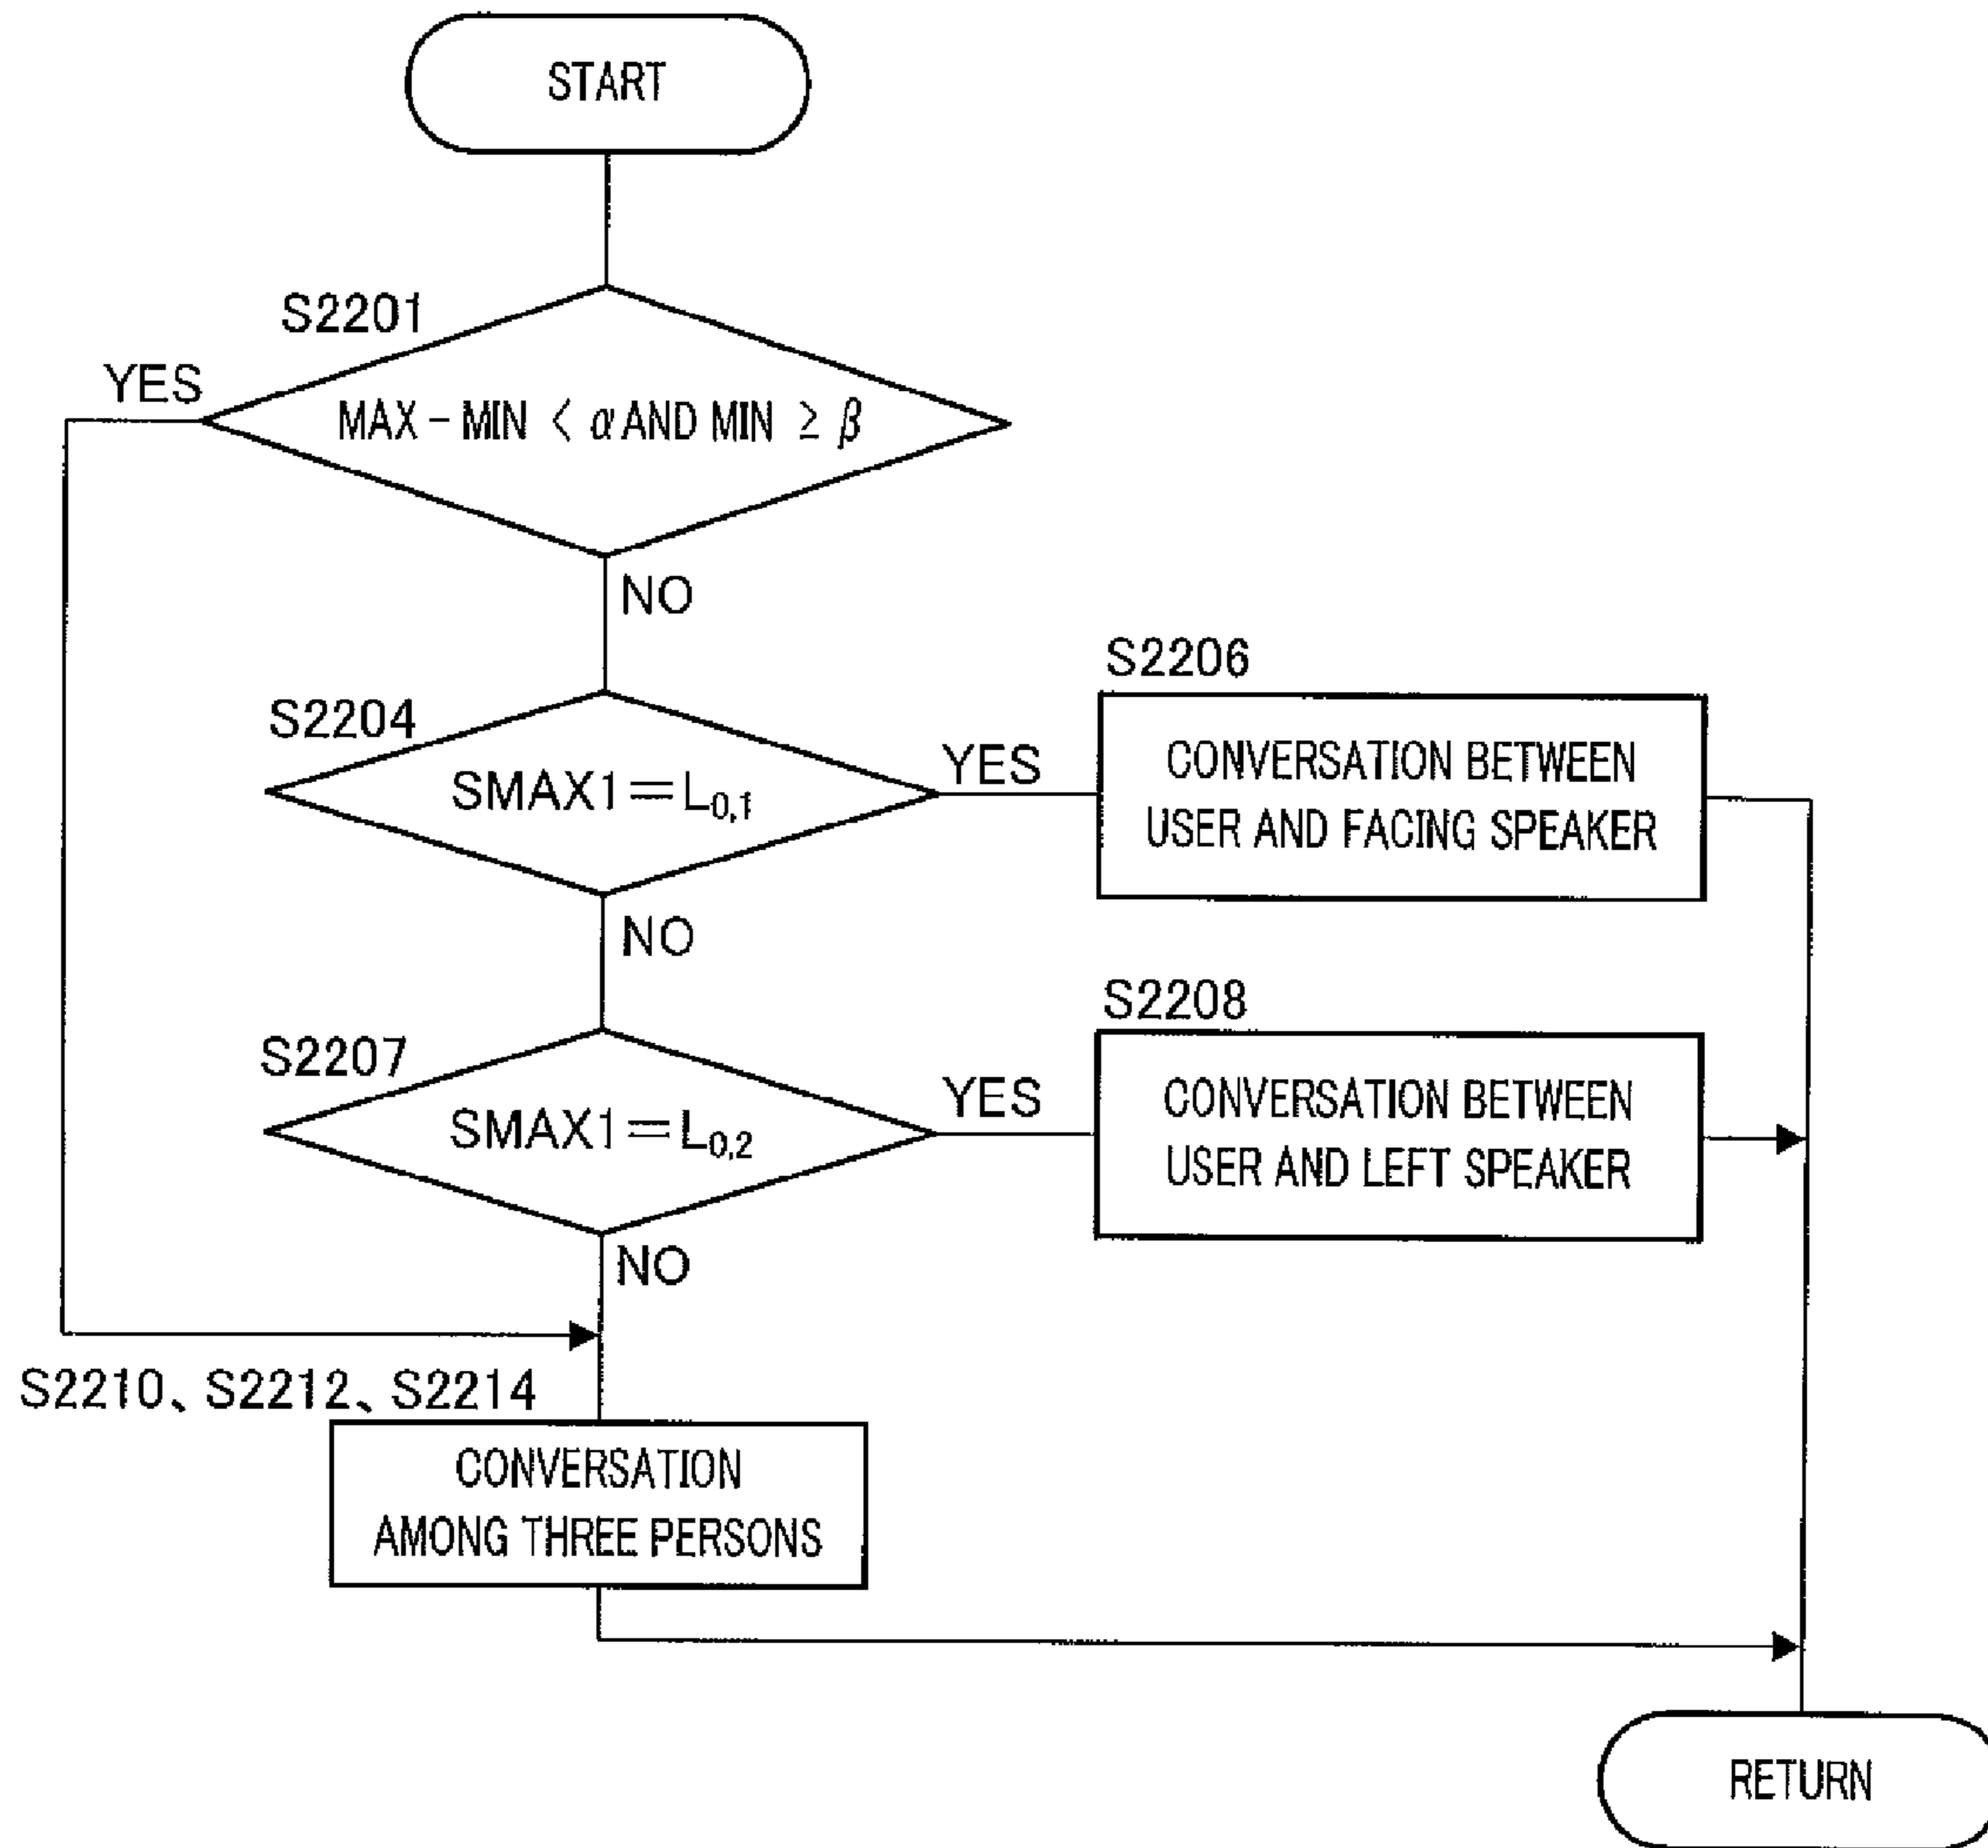 START
S2201
YES
MAX − MIN < α AND MIN ≥ β
NO
S2204
SMAX1=L0,1
YES
S2206
CONVERSATION BETWEEN
USER AND FACING SPEAKER
NO
S2207
SMAX1=L0,2
YES
S2208
CONVERSATION BETWEEN
USER AND LEFT SPEAKER
NO
S2210、S2212、S2214
CONVERSATION
AMONG THREE PERSONS
RETURN